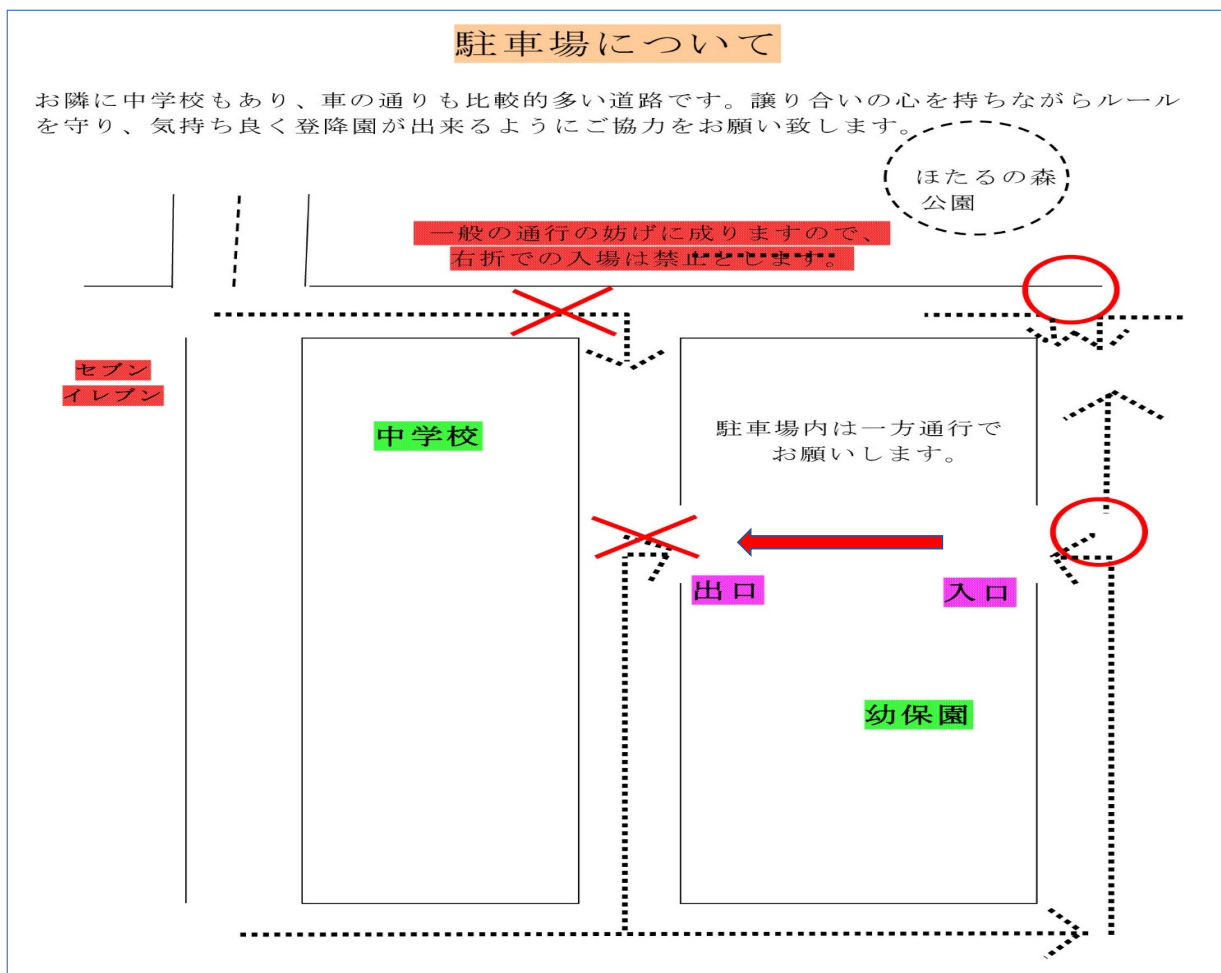 駐車場について
お隣に中学校もあり、車の通りも比較的多い道路です。譲り合いの心を持ちながらルール
を守り、気持ち良く登降園が出来るようにご協力をお願い致します。
ほたるの森
公園
一般の通行の妨げに成りますので、
右折での入場は禁止とします。
セブン
イレブン
中学校
駐車場内は一方通行で
お願いします。
出口
入口
幼保園